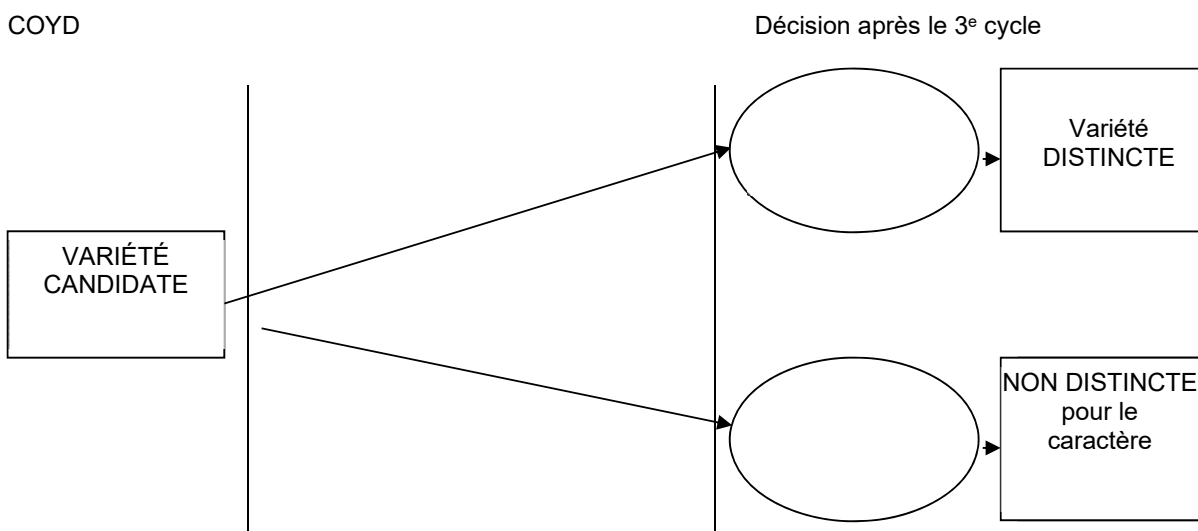 COYD
Décision après le 3e cycle
Variété
DISTINCTE
VARIÉTÉ
CANDIDATE
NON DISTINCTE
pour le
caractère